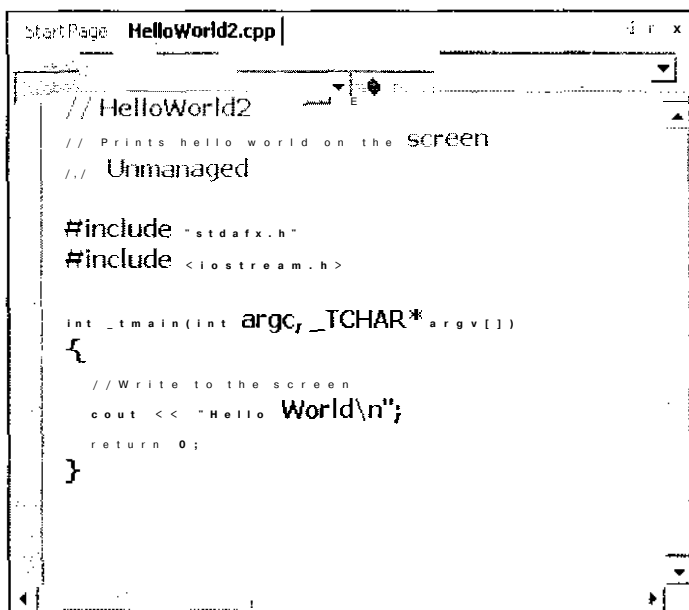 Start Page HelloWorld2.cpp x
// HelloWorld2
// Prints hello world on the screen
// Unmanaged
#include "stdafx.h"
#include <iostream.h>
int _tmain(int argc, _TCHAR* argv[])
{
//Write to the screen
cout << "Hello World\n";
return 0;
}